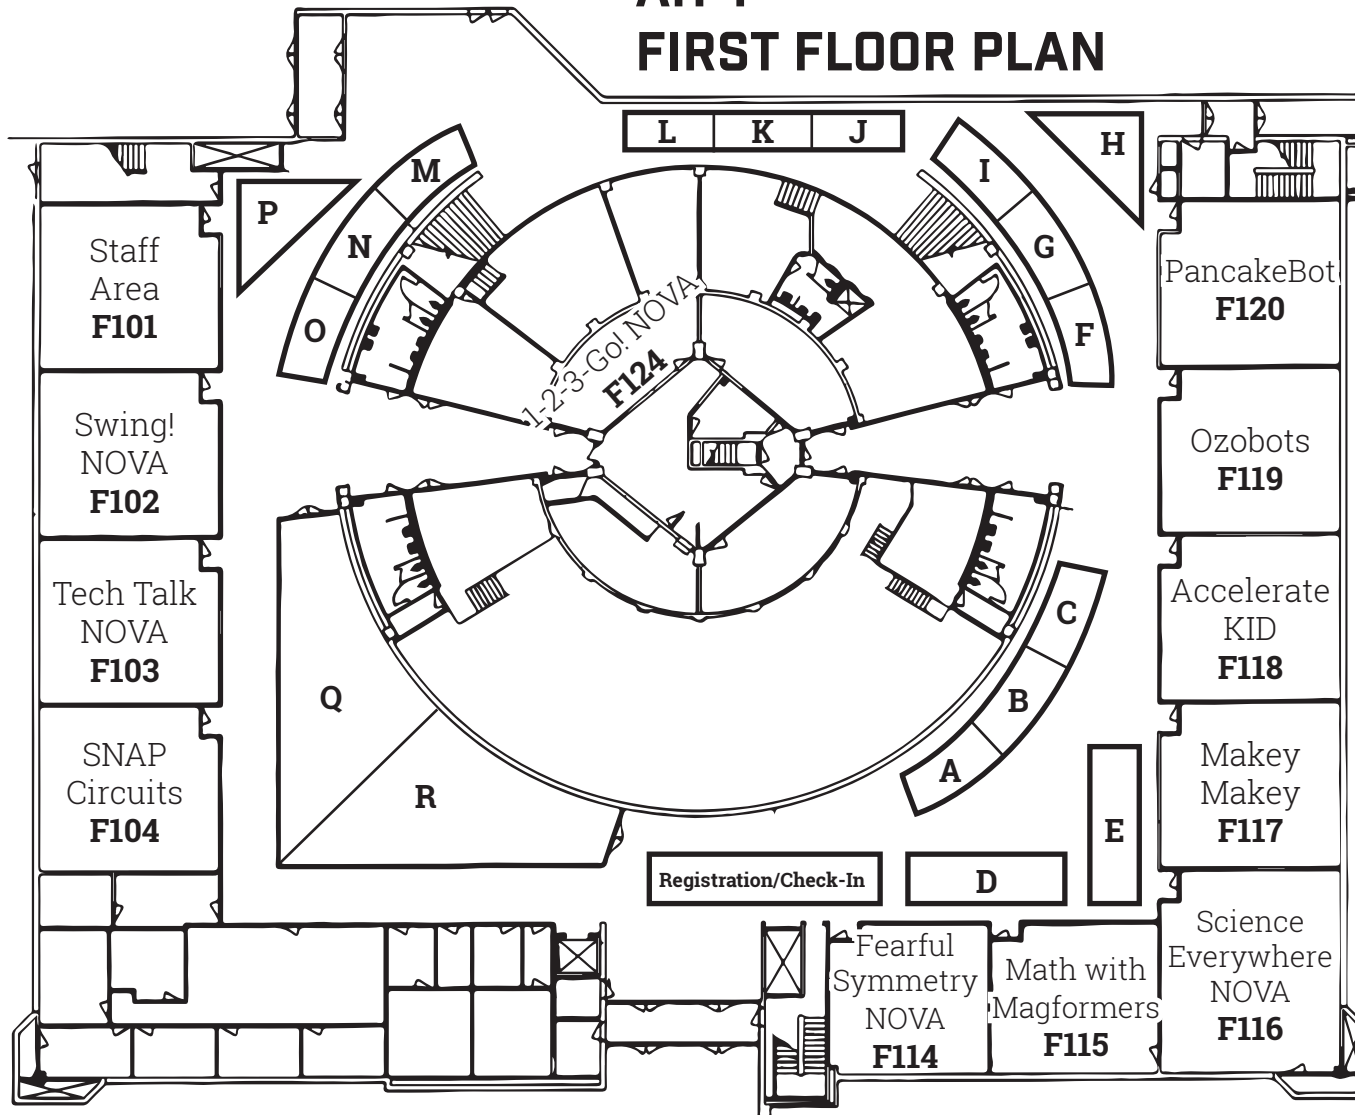 FIRST FLOOR PLAN
L K J
H
M
I
P
N
G
O
F
Staff
Area
F101
PancakeBot
F120
1-2-3-Go! NOVA
F124
Swing!
NOVA
F102
Ozobots
F119
Tech Talk
NOVA
F103
Accelerate
KID
F118
C
B
A
Q
R
SNAP
Circuits
F104
Makey
Makey
F117
E
Registration/Check-In
D
Fearful
Symmetry
NOVA
F114
Math with
Magformers
F115
Science
Everywhere
NOVA
F116